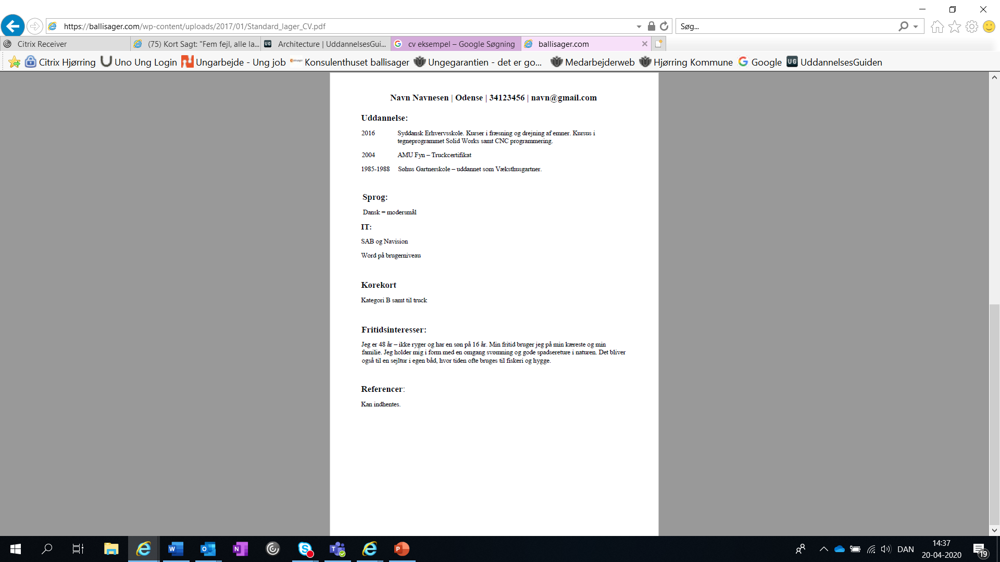 https://ballisager.com/wp-content/uploads/2017/01/Standard_lager_CV.pdf
Søg...
Citrix Receiver
(75) Kort Sagt: "Fem fejl, alle la...
UG Architecture | UddannelsesGui...
cv eksempel – Google Søgning
ballisager.com
Citrix Hjørring
Uno Ung Login
Ungarbejde - Ung job
Konsulenthuset ballisager
Ungegarantien - det er go...
Medarbejderweb
Hjørring Kommune
Google
UG UddannelsesGuiden
Navn Navnesen | Odense | 34123456 | navn@gmail.com
Uddannelse:
2016 Syddansk Erhvervsskole. Kurser i fræsning og drejning af emner. Kursus i
tegneprogrammet Solid Works samt CNC programmering.
2004 AMU Fyn – Truckcertifikat
1985-1988 Søhus Gartnerskole – uddannet som Væksthusgartner.
Sprog:
Dansk = modersmål
IT:
SAB og Navision
Word på brugerniveau
Kørekort
Kategori B samt til truck
Fritidsinteresser:
Jeg er 48 år – ikke ryger og har en søn på 16 år. Min fritid bruger jeg på min kæreste og min
familie. Jeg holder mig i form med en omgang svømning og gode spadsereture i naturen. Det bliver
også til en sejltur i egen båd, hvor tiden ofte bruges til fiskeri og hygge.
Referencer:
Kan indhentes.
DAN
14:37
20-04-2020
19